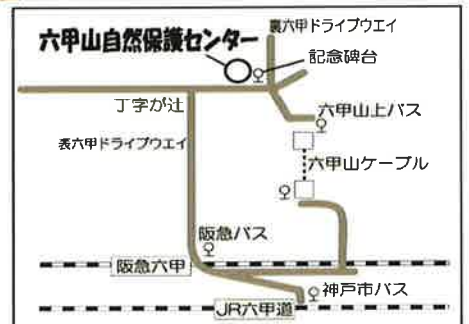 裏六甲ドライブウエイ
六甲山自然保護センター
記念碑台
丁字が辻
六甲山上バス
表六甲ドライブウエイ
六甲山ケーブル
阪急バス
阪急六甲
神戸市バス
JR六甲道